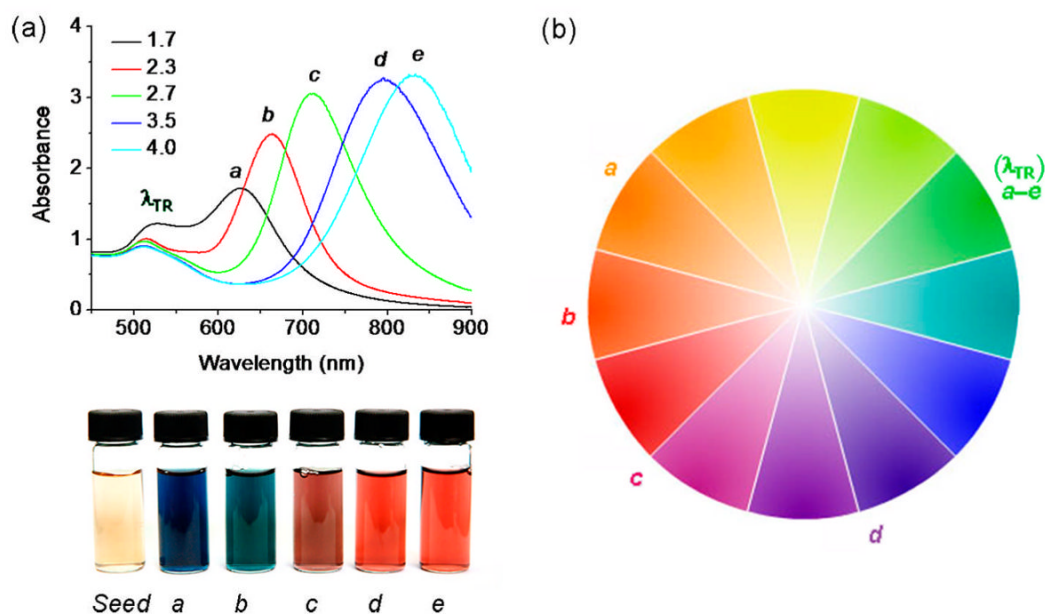 (a)
4
3
2
1
0
Absorbance
1.7
2.3
2.7
3.5
4.0
λTR
a
b
c
d
e
500
600
700
800
900
Wavelength (nm)
Seed
a
b
c
d
e
(b)
a
b
c
d
(λTR)
a–e